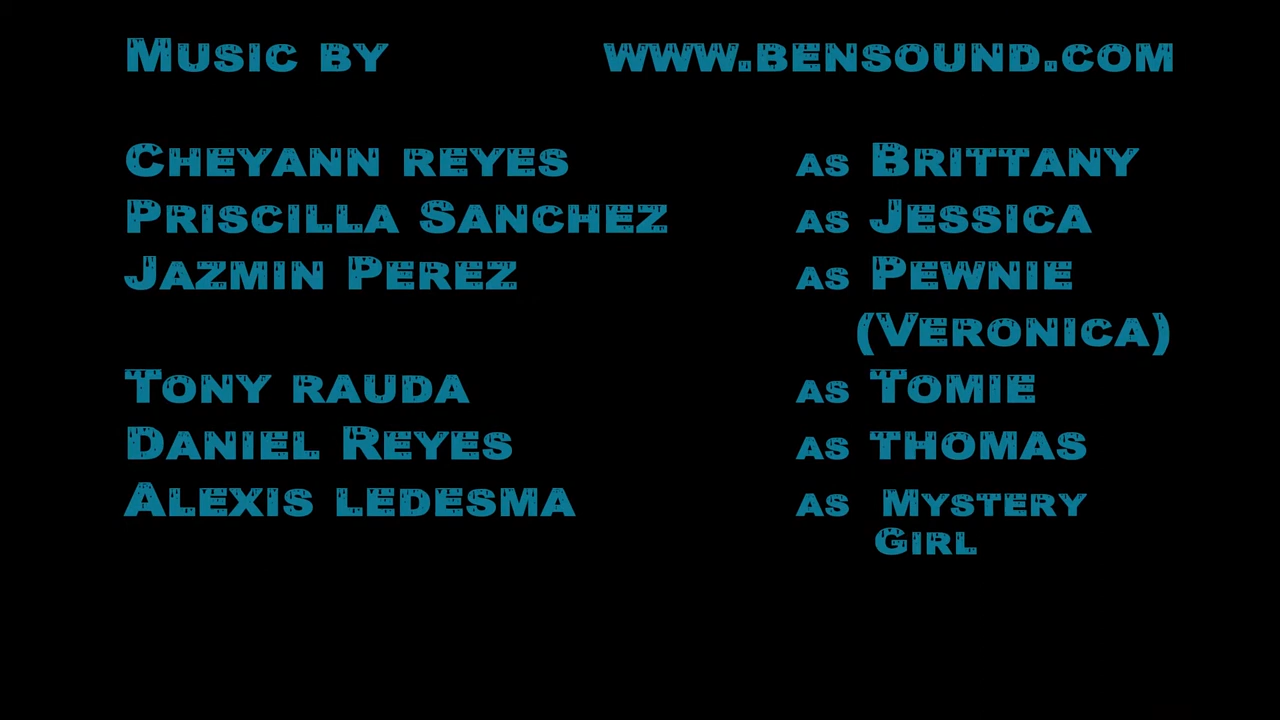 Music by www.bensound.com
Cheyann reyes as Brittany
Priscilla Sanchez as Jessica
Jazmin Perez as Pewnie
(Veronica)
Tony rauda as Tomie
Daniel Reyes as thomas
Alexis ledesma as Mystery
Girl